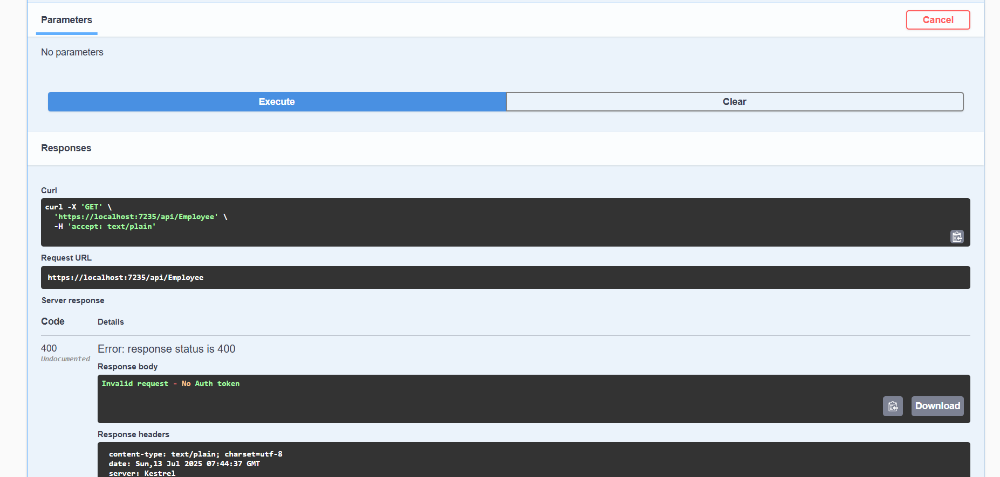 Parameters
Cancel
No parameters
Execute
Clear
Responses
Curl
curl -X 'GET' \
'https://localhost:7235/api/Employee' \
-H 'accept: text/plain'
Request URL
https://localhost:7235/api/Employee
Server response
Code Details
400 Error: response status is 400
Undocumented
Response body
Invalid request - No Auth token
Download
Response headers
content-type: text/plain; charset=utf-8
date: Sun,13 Jul 2025 07:44:37 GMT
server: Kestrel